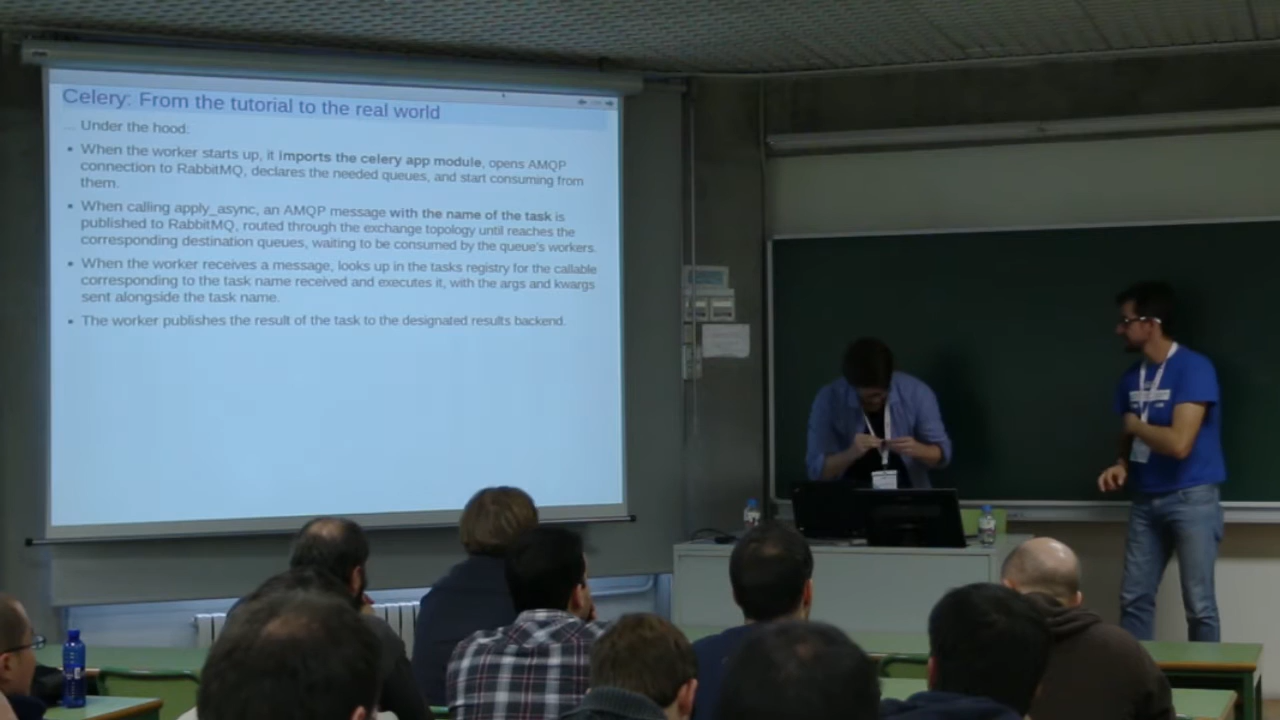 Celery: From the tutorial to the real world
Under the hood:
• When the worker starts up, it imports the celery app module, opens AMQP
connection to RabbitMQ, declares the needed queues, and start consuming from
them.
• When calling apply_async, an AMQP message with the name of the task is
published to RabbitMQ, routed through the exchange topology until reaches the
corresponding destination queues, waiting to be consumed by the queue's workers.
• When the worker receives a message, looks up in the tasks registry for the callable
corresponding to the task name received and executes it, with the args and kwargs
sent alongside the task name.
• The worker publishes the result of the task to the designated results backend.